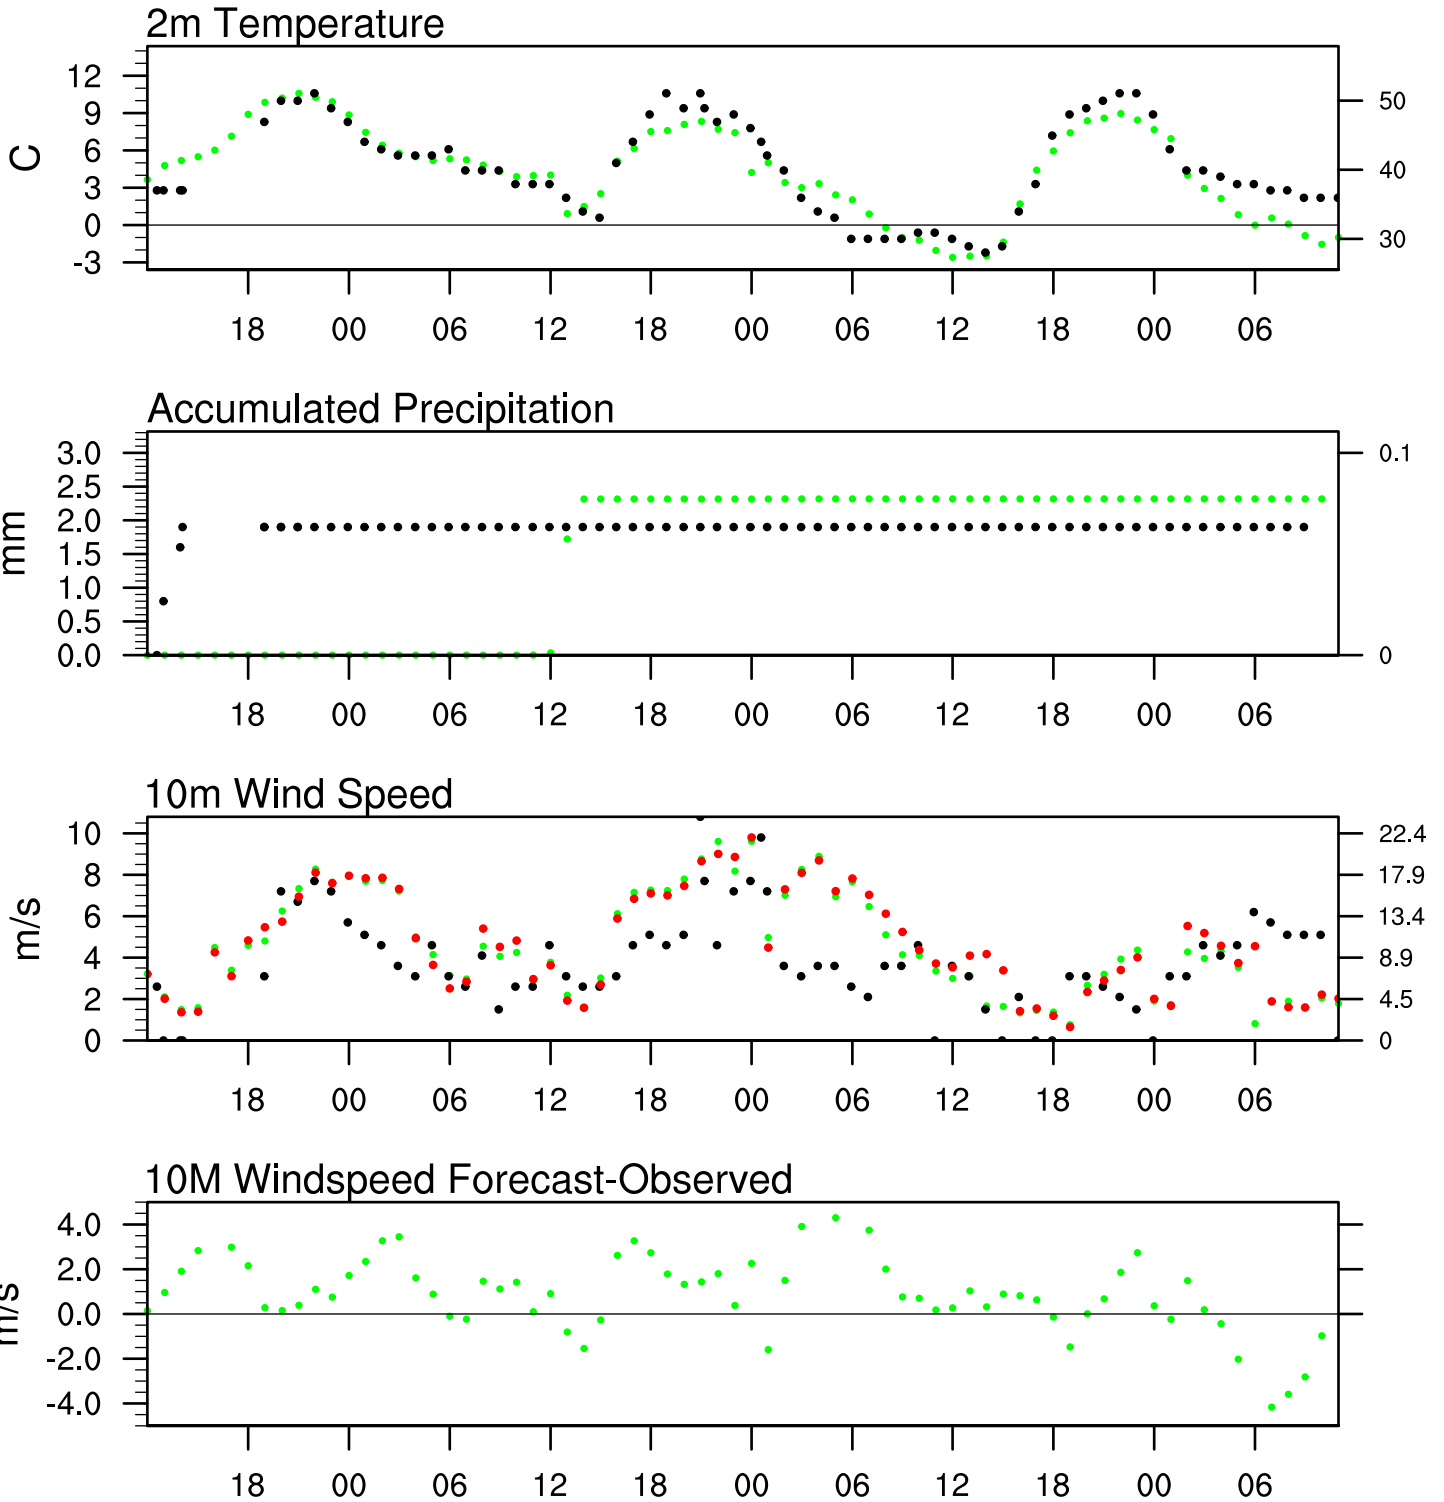 2m Temperature
C
12
9
6
3
0
-3
50
40
30
18 00 06 12 18 00 06 12 18 00 06
Accumulated Precipitation
mm
3.0
2.5
2.0
1.5
1.0
0.5
0.0
0.1
0
18 00 06 12 18 00 06 12 18 00 06
10m Wind Speed
m/s
10
8
6
4
2
0
22.4
17.9
13.4
8.9
4.5
0
18 00 06 12 18 00 06 12 18 00 06
10M Windspeed Forecast-Observed
m/s
4.0
2.0
0.0
-2.0
-4.0
18 00 06 12 18 00 06 12 18 00 06